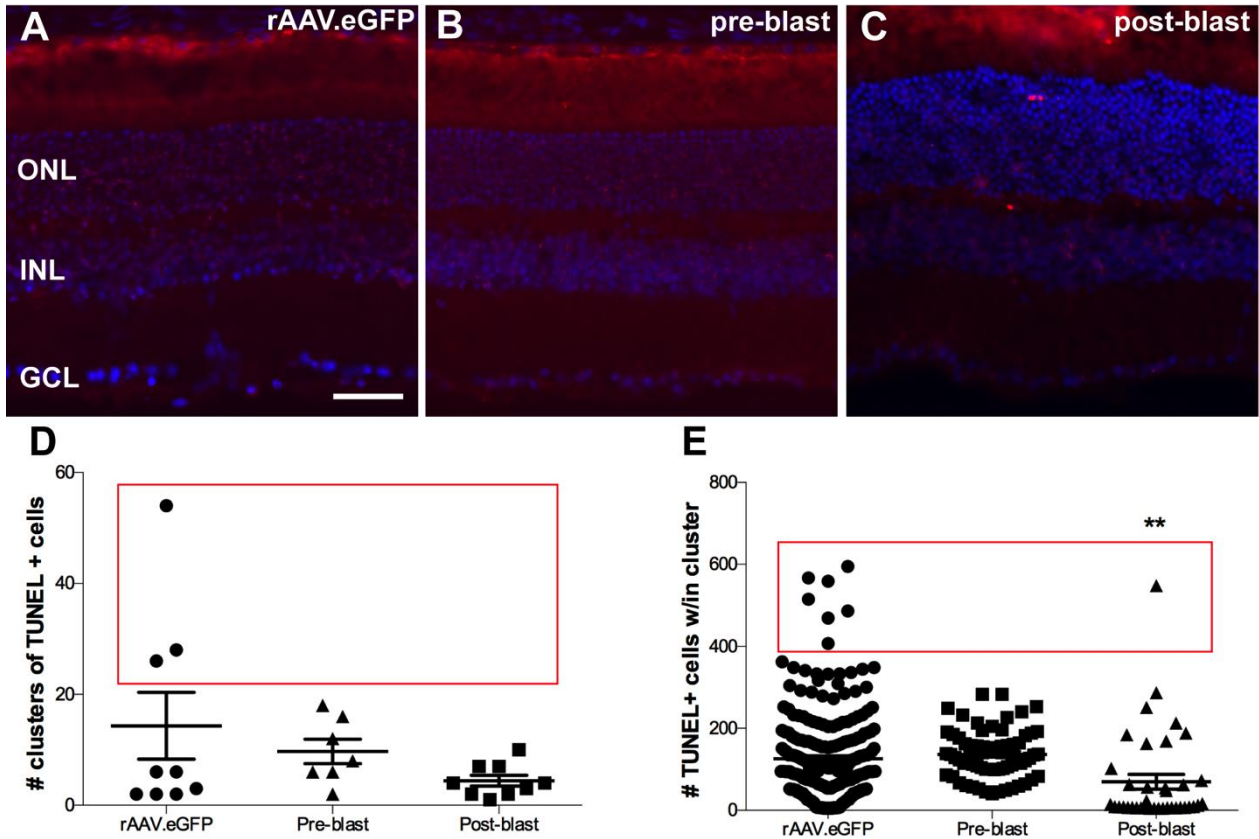 A rAAV.eGFP
B pre-blast
C post-blast
ONL
INL
GCL
D
# clusters of TUNEL + cells
60
40
20
0
rAAV.eGFP Pre-blast Post-blast
E
# TUNEL+ cells w/in cluster
800
600
400
200
0
**
rAAV.eGFP Pre-blast Post-blast